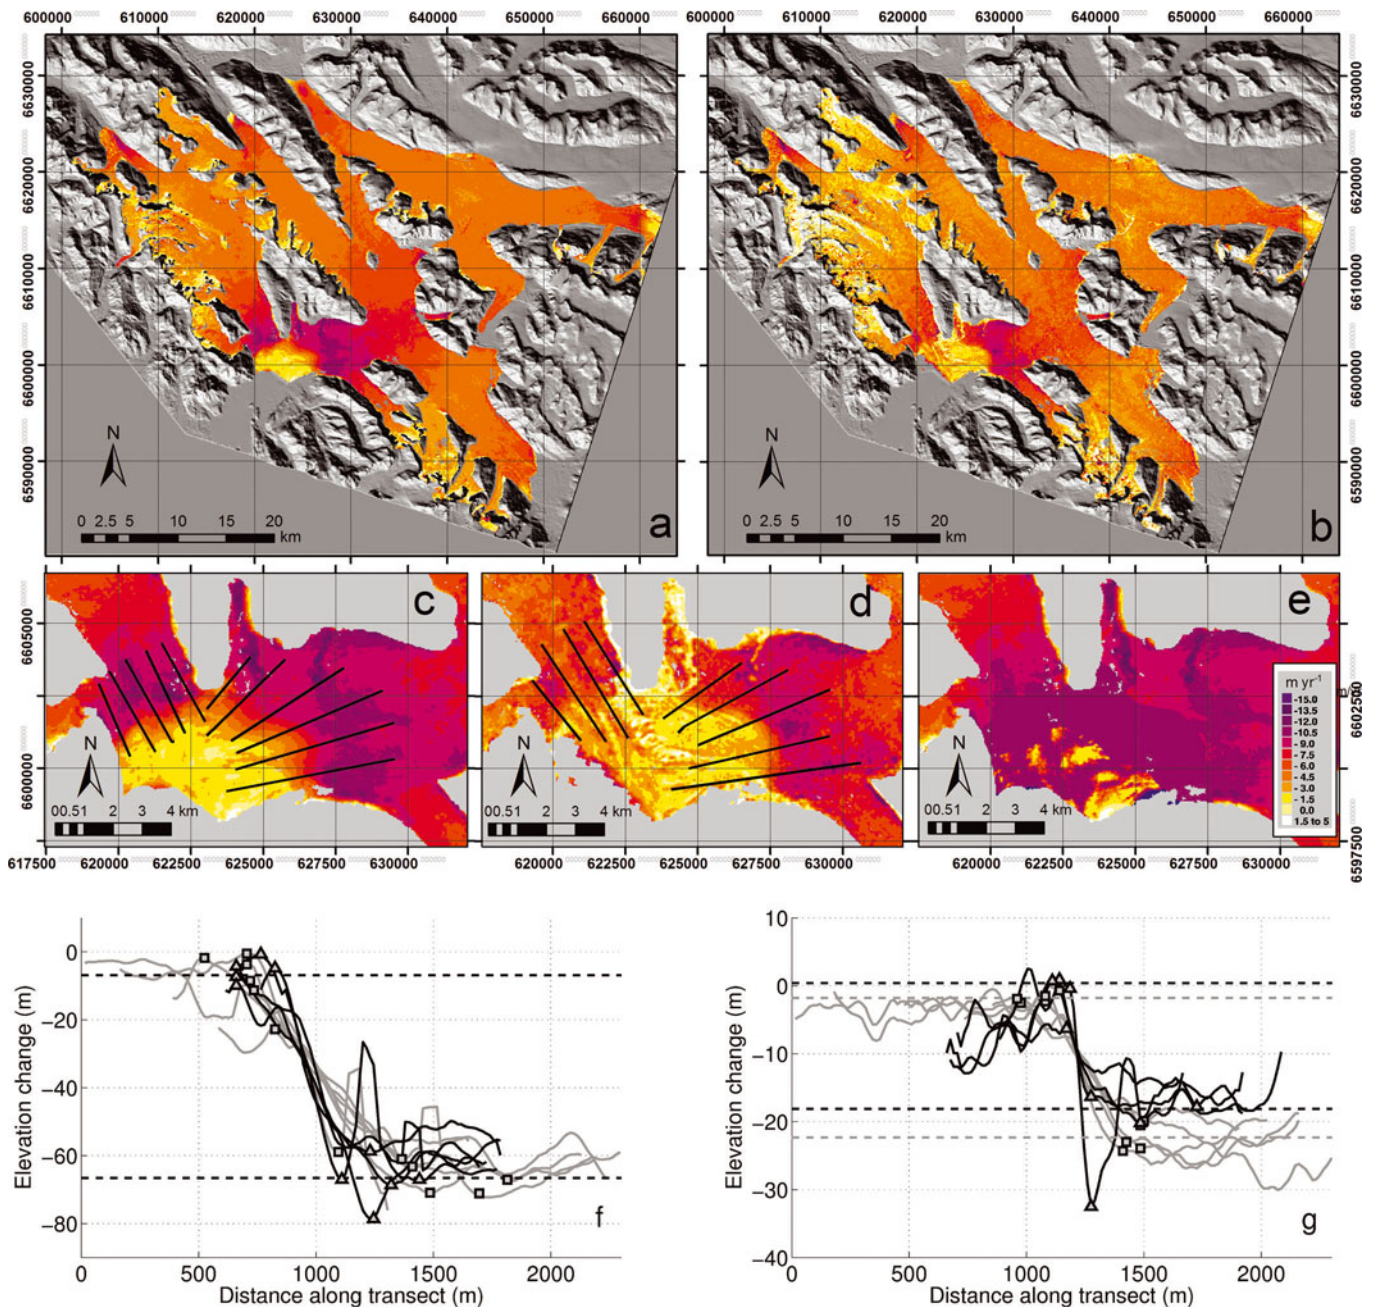 600000 610000 620000 630000 640000 650000 660000
600000 610000 620000 630000 640000 650000 660000
6630000
6620000
6610000
6600000
6590000
6630000
6620000
6610000
6600000
6590000
N
0 2.5 5 10 15 20
km
a
N
0 2.5 5 10 15 20
km
b
6605000
6602500
6600000
6597500
c
N
00.51 2 3 4 km
617500 620000 622500 625000 627500 630000
d
N
00.51 2 3 4 km
620000 622500 625000 627500 630000
e
N
00.51 2 3 4 km
620000 622500 625000 627500 630000
m yr-1
-15.0
-13.5
-12.0
-10.5
-9.0
-7.5
-6.0
-4.5
-3.0
-1.5
0.0
1.5 to 5
Elevation change (m)
0
−20
−40
−60
−80
0 500 1000 1500 2000
Distance along transect (m)
f
Elevation change (m)
10
0
−10
−20
−30
−40
0 500 1000 1500 2000
Distance along transect (m)
g